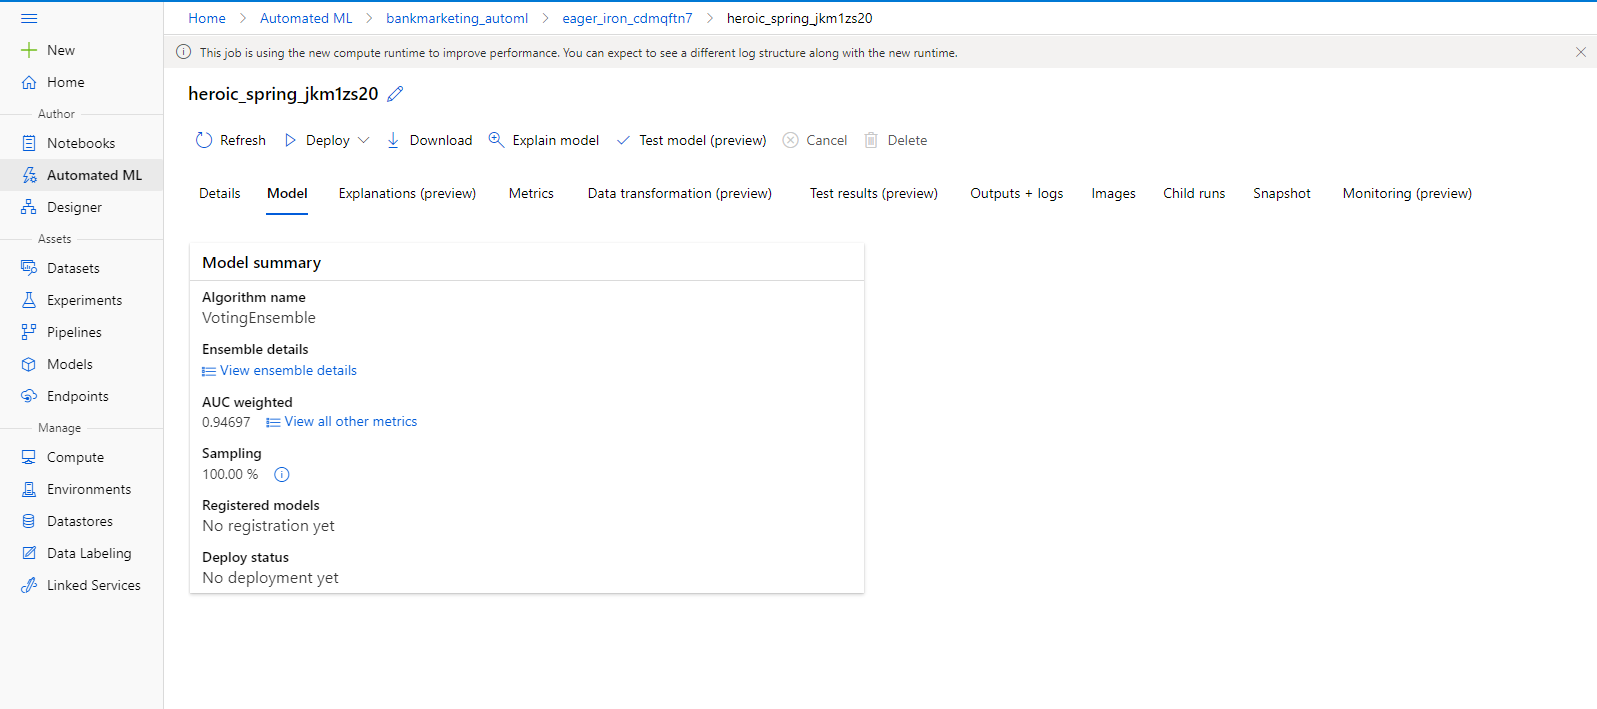 Home > Automated ML > bankmarketing_automl > eager_iron_cdmqftn7 > heroic_spring_jkm1zs20
This job is using the new compute runtime to improve performance. You can expect to see a different log structure along with the new runtime.
New
Home
Author
Notebooks
Automated ML
Designer
Assets
Datasets
Experiments
Pipelines
Models
Endpoints
Manage
Compute
Environments
Datastores
Data Labeling
Linked Services
heroic_spring_jkm1zs20
Refresh Deploy Download Explain model Test model (preview) Cancel Delete
Details Model Explanations (preview) Metrics Data transformation (preview) Test results (preview) Outputs + logs Images Child runs Snapshot Monitoring (preview)
Model summary
Algorithm name
VotingEnsemble
Ensemble details
View ensemble details
AUC weighted
0.94697 View all other metrics
Sampling
100.00 %
Registered models
No registration yet
Deploy status
No deployment yet